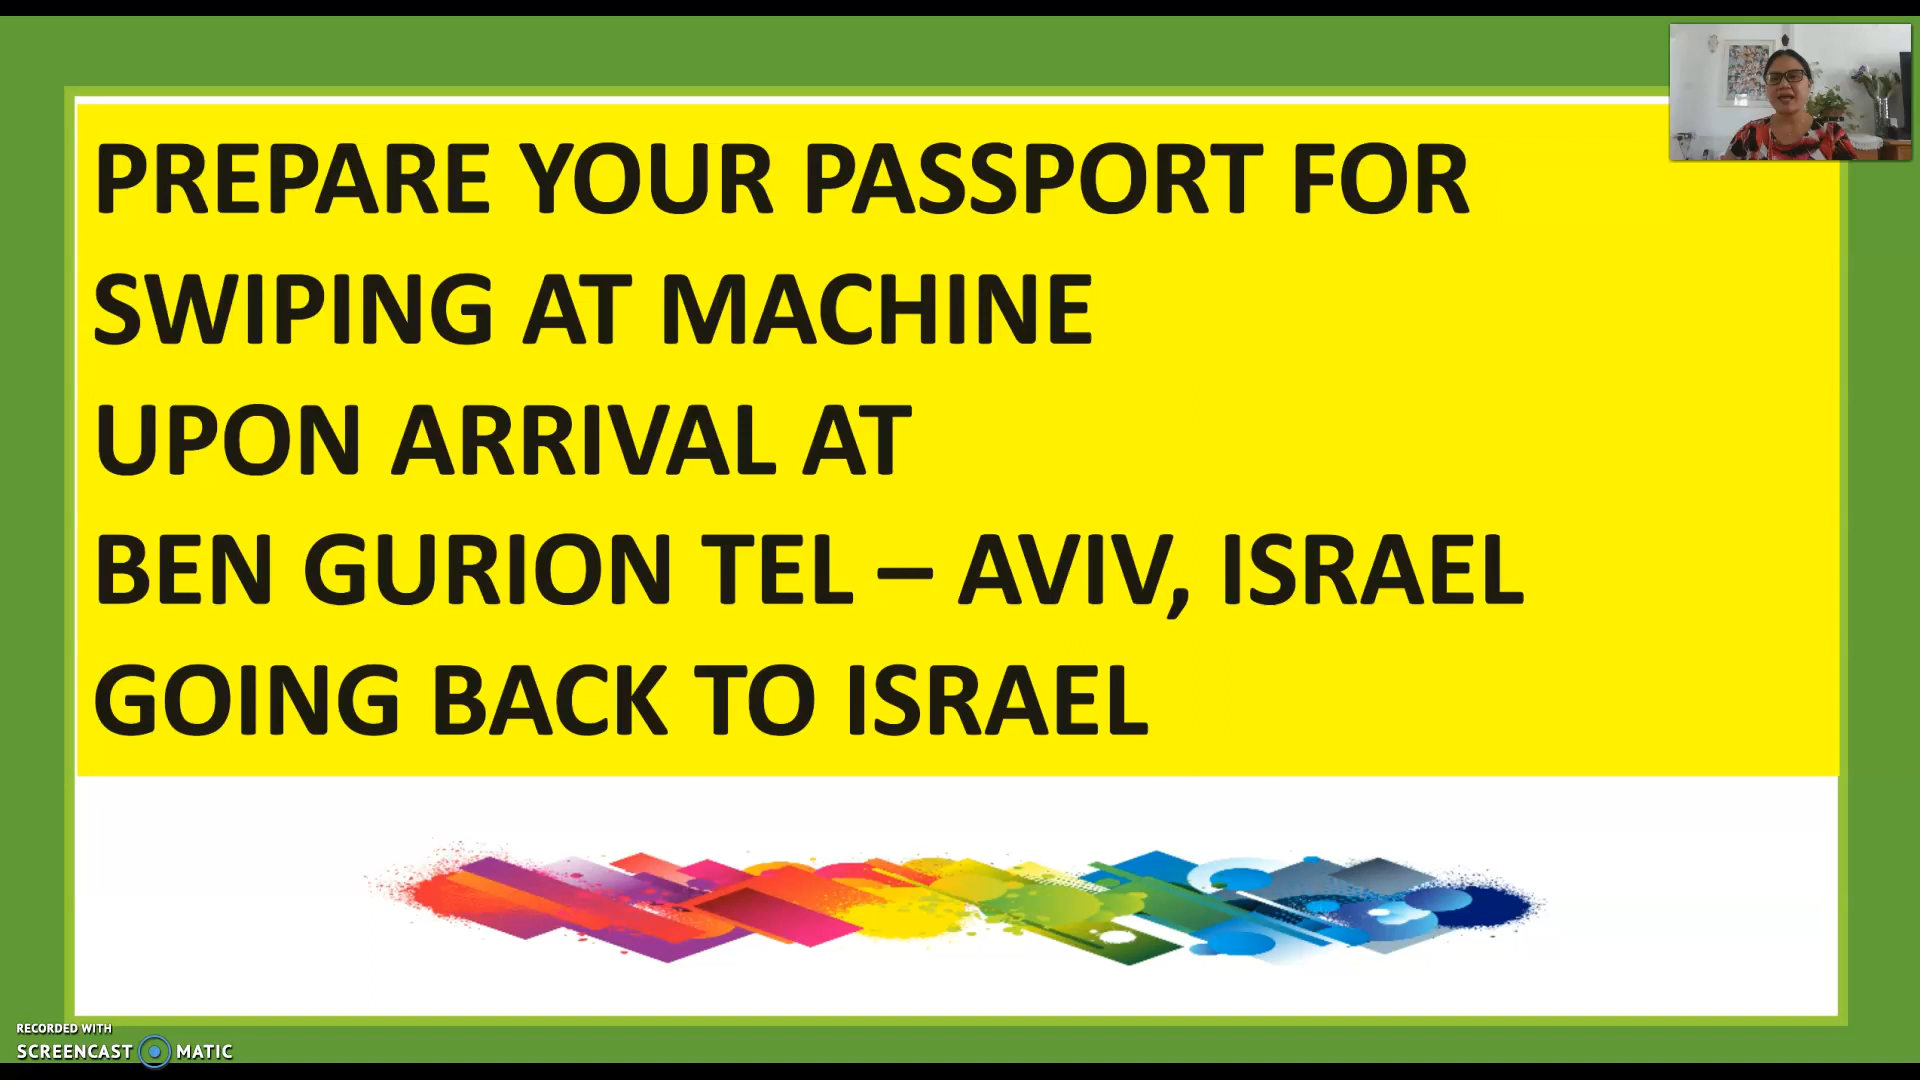 PREPARE YOUR PASSPORT FOR
SWIPING AT MACHINE
UPON ARRIVAL AT
BEN GURION TEL – AVIV, ISRAEL
GOING BACK TO ISRAEL
RECORDED WITH
SCREENCAST MATIC